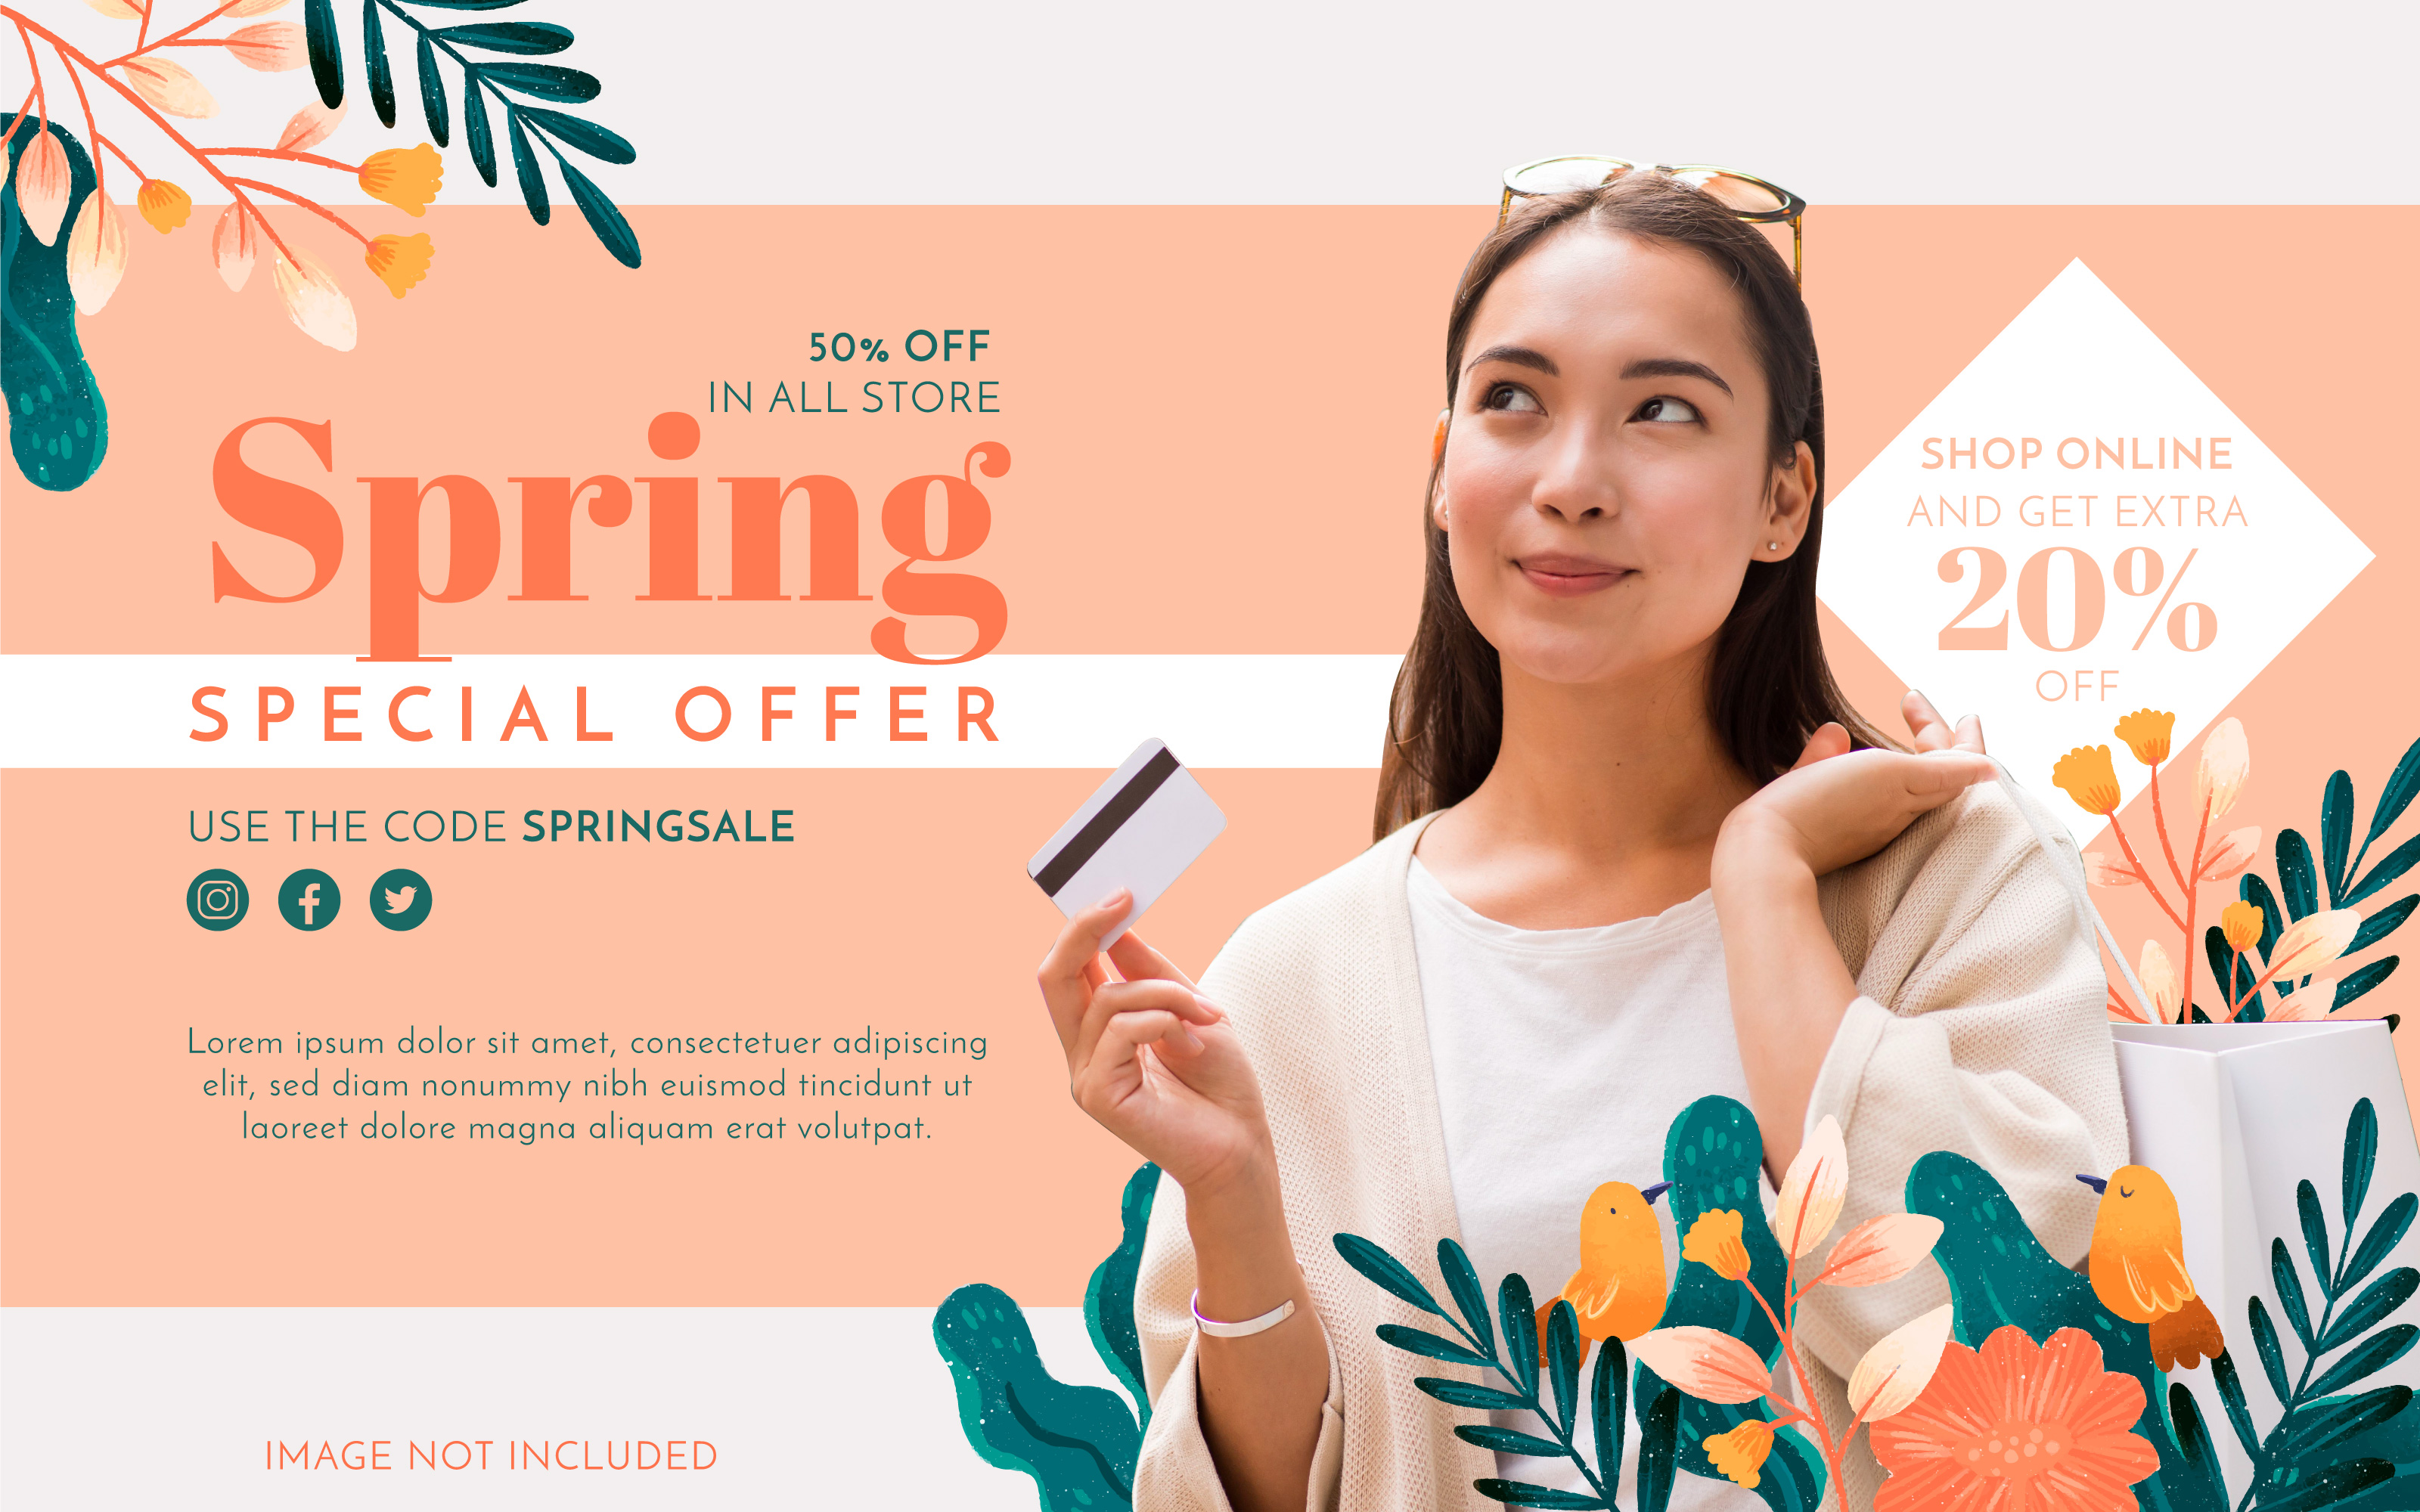 50% OFF
IN ALL STORE
Spring
SPECIAL OFFER
USE THE CODE SPRINGSALE
Lorem ipsum dolor sit amet, consectetuer adipiscing
elit, sed diam nonummy nibh euismod tincidunt ut
laoreet dolore magna aliquam erat volutpat.
SHOP ONLINE
AND GET EXTRA
20%
OFF
IMAGE NOT INCLUDED